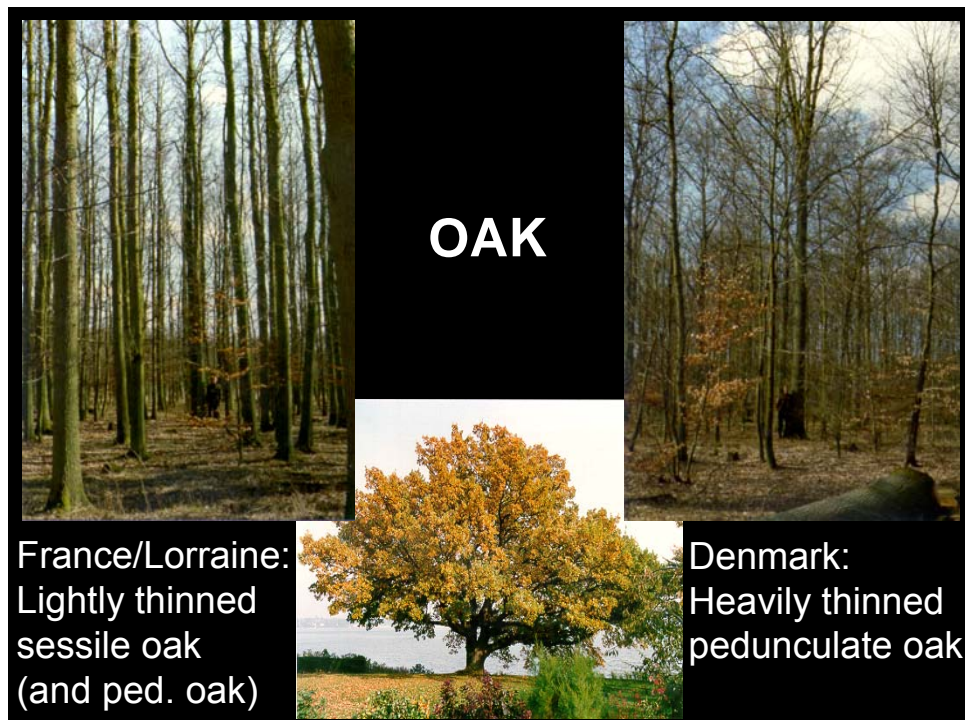 OAK
France/Lorraine:
Lightly thinned
sessile oak
(and ped. oak)
Denmark:
Heavily thinned
pedunculate oak